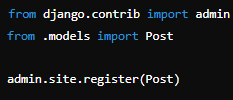 from django.contrib import admin
from .models import Post
admin.site.register(Post)